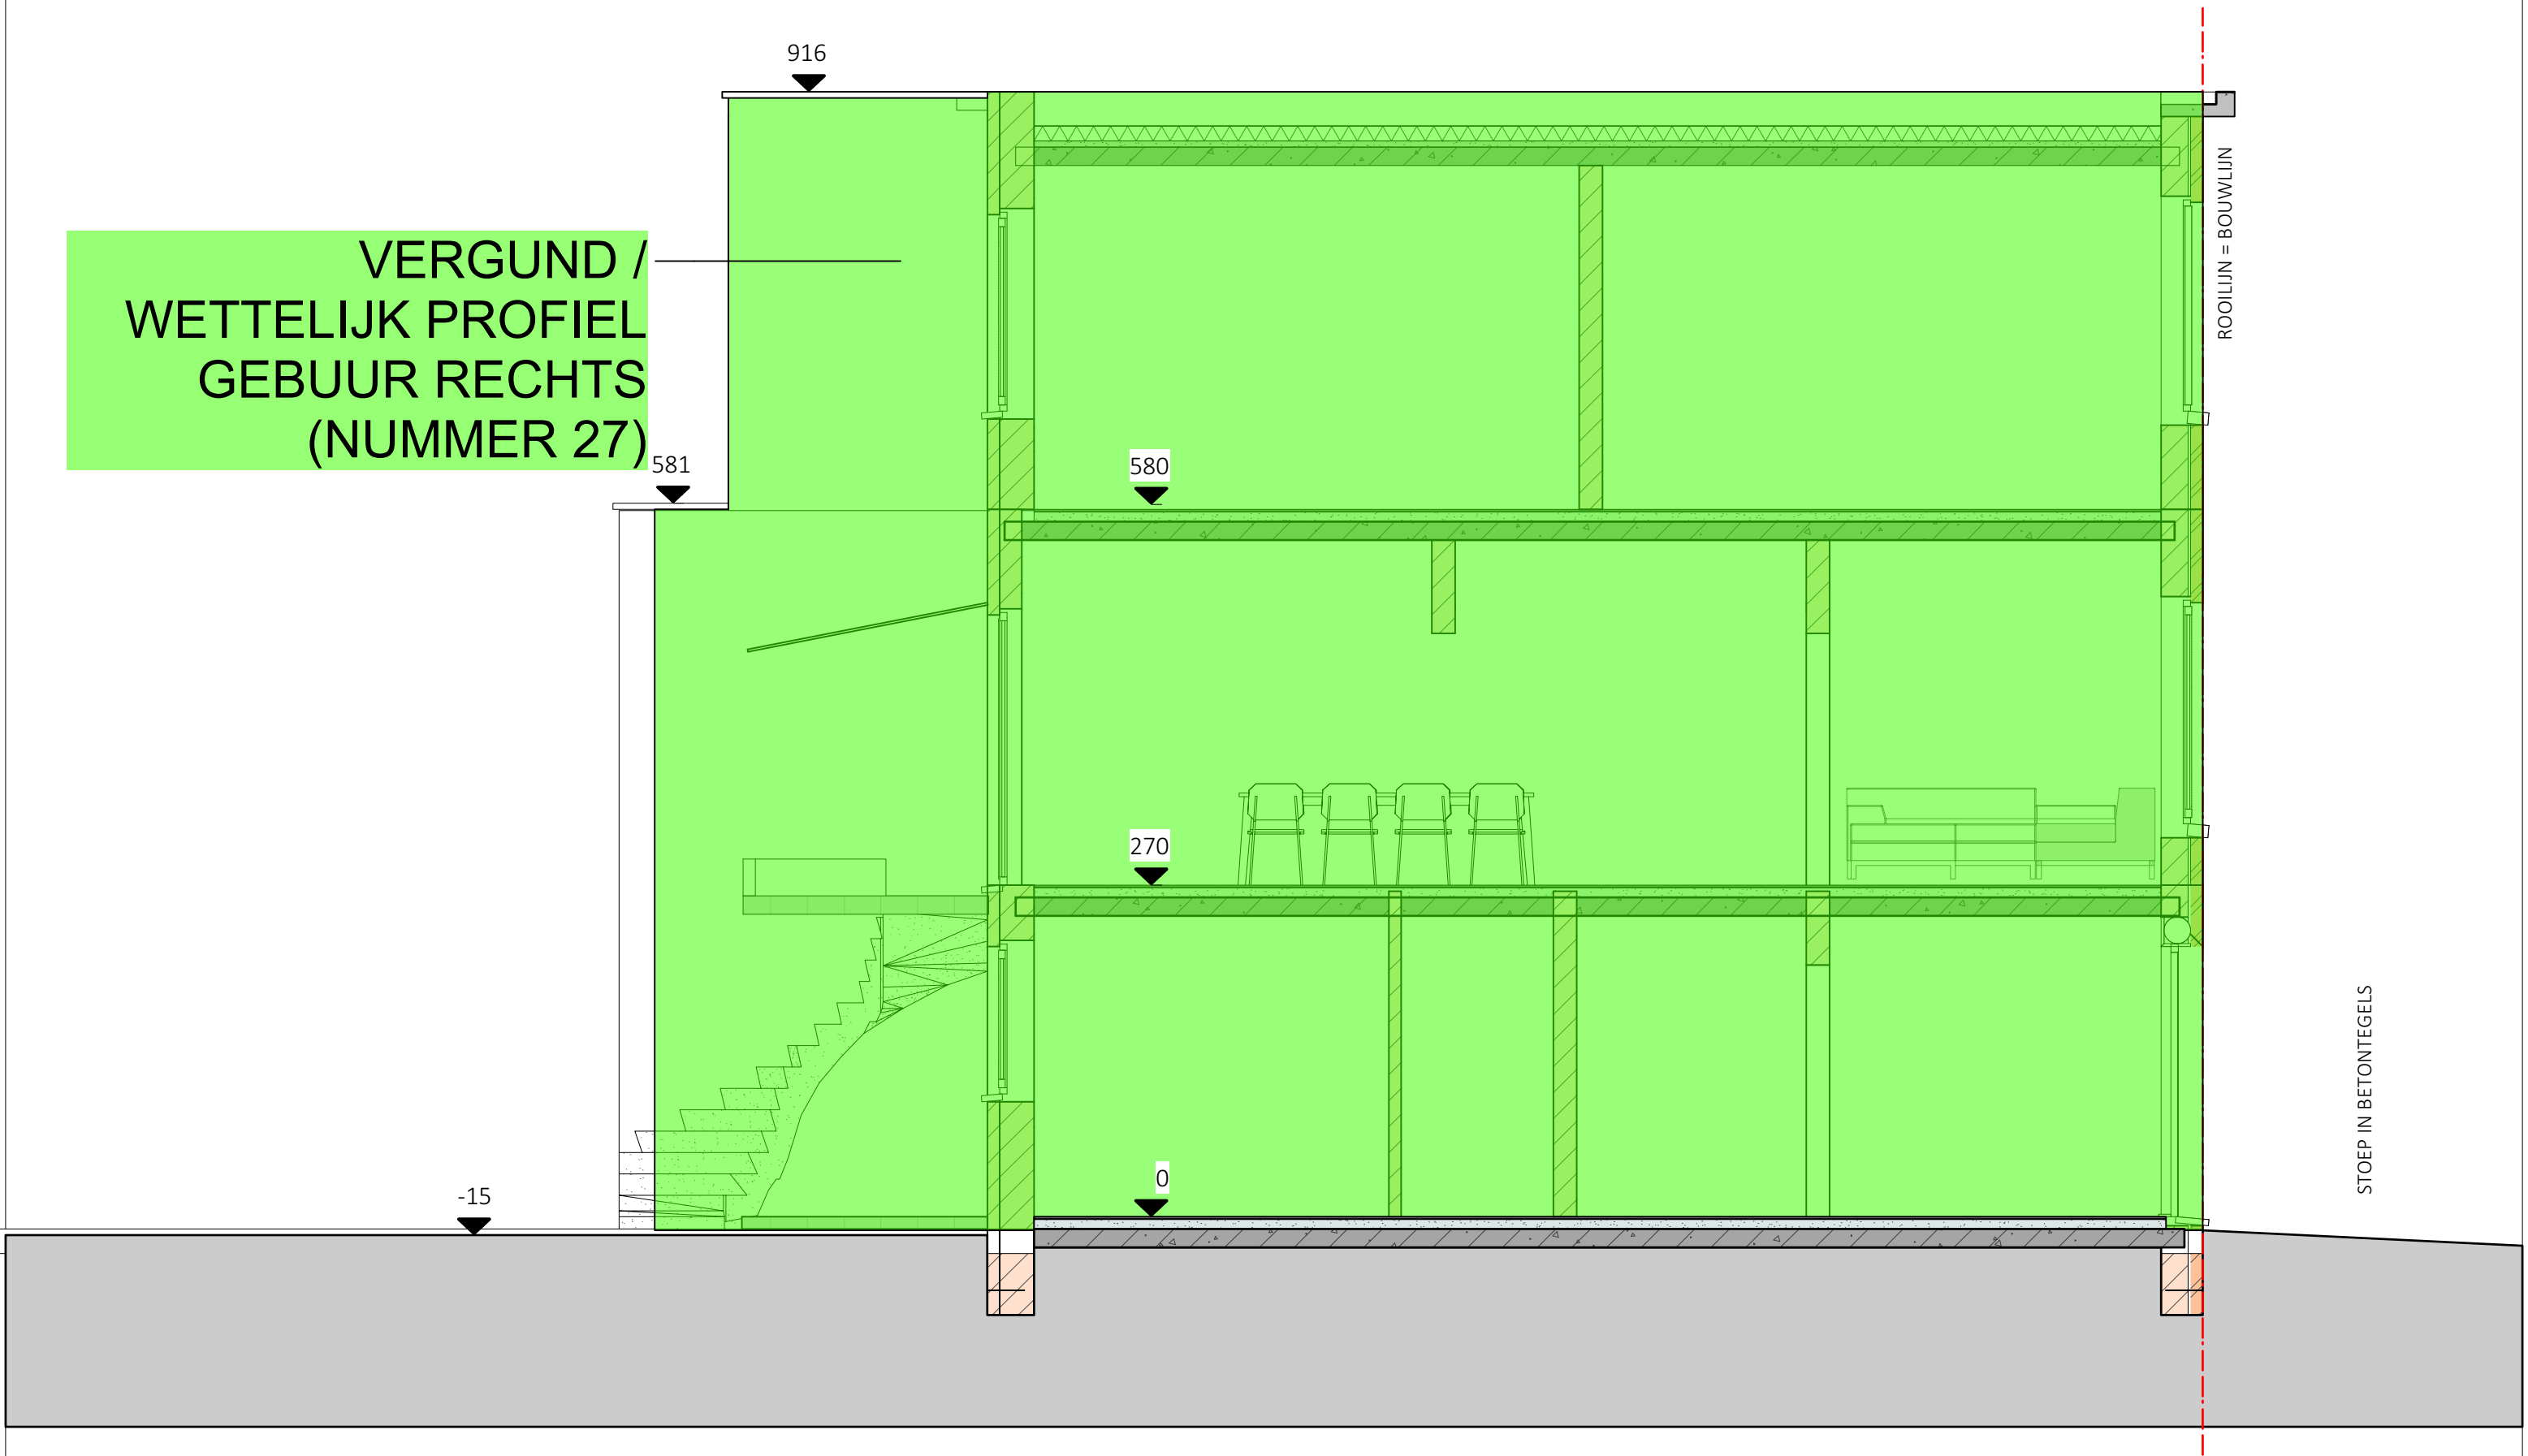 916
VERGUND /
WETTELIJK PROFIEL
GEBUUR RECHTS
(NUMMER 27)
581
580
270
0
-15
ROOILIJN = BOUWLIJN
STOEP IN BETONTEGELS